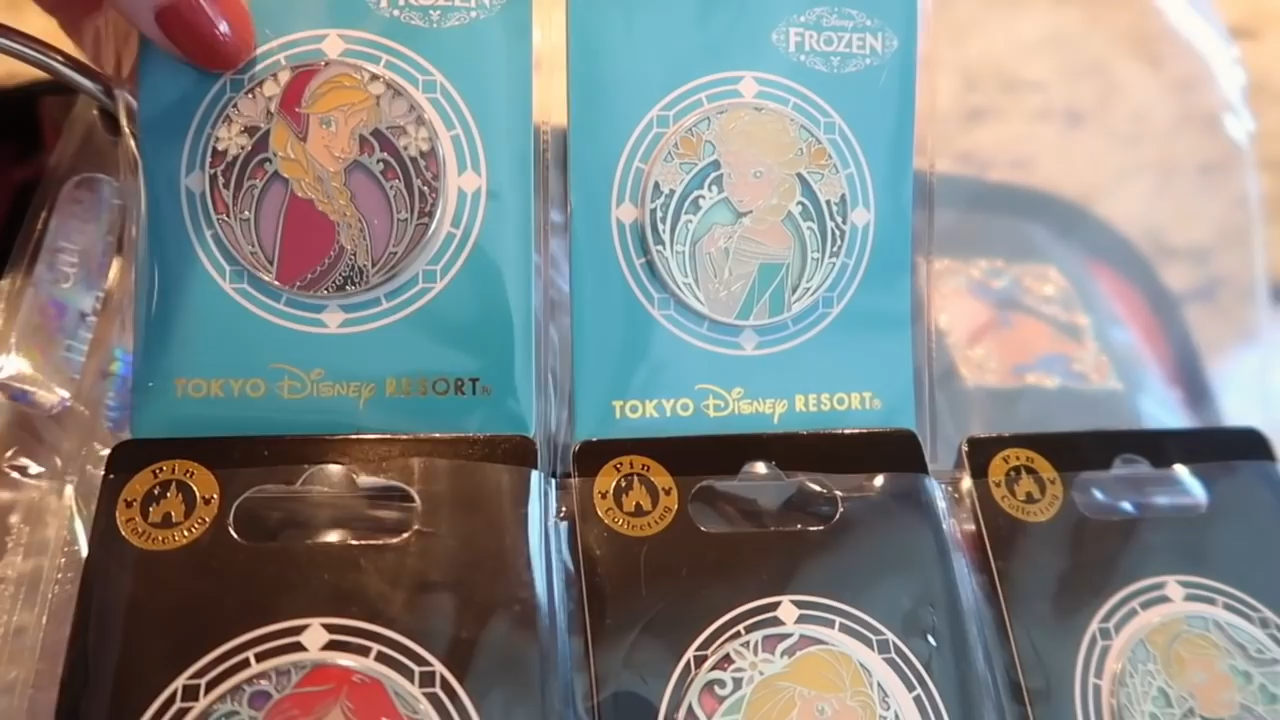 FROZEN
Disney
FROZEN
TOKYO Disney RESORT
TOKYO Disney RESORT®
Pin
Collecting
Pin
Collecting
Pin
Collecting